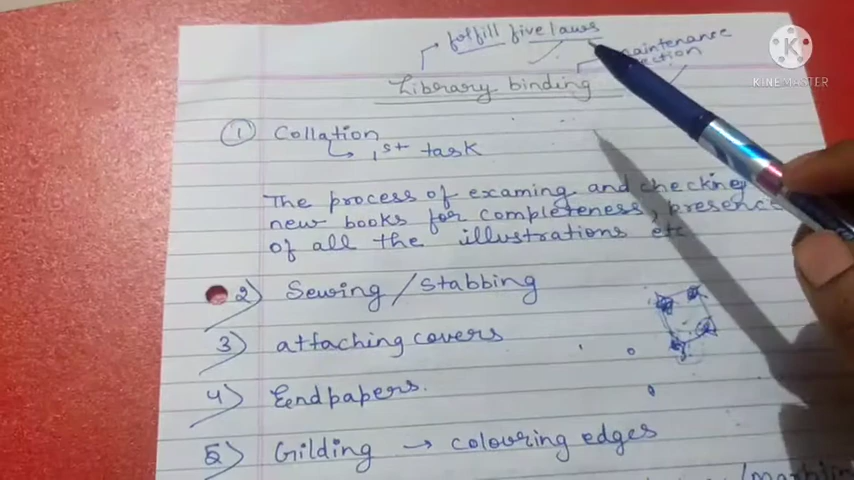 fulfill five laws
maintenance
Library binding
① Collation
↳ 1st task
The process of examing and checking
new books for completeness, presence
of all the illustrations etc
2) Sewing/stabbing
3) attaching covers
4) Endpapers.
5) Gilding → colouring edges
/marblin
KINEMASTER